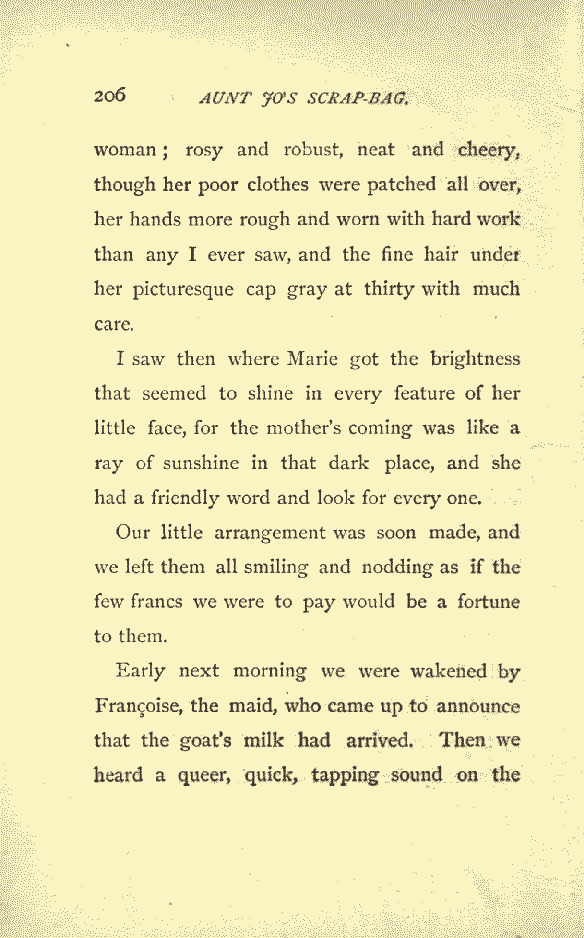 206 AUNT JO'S SCRAP-BAG.
woman ; rosy and robust, neat and cheery,
though her poor clothes were patched all over,
her hands more rough and worn with hard work
than any I ever saw, and the fine hair under
her picturesque cap gray at thirty with much
care.
I saw then where Marie got the brightness
that seemed to shine in every feature of her
little face, for the mother's coming was like a
ray of sunshine in that dark place, and she
had a friendly word and look for every one.
Our little arrangement was soon made, and
we left them all smiling and nodding as if the
few francs we were to pay would be a fortune
to them.
Early next morning we were wakened by
Françoise, the maid, who came up to announce
that the goat's milk had arrived. Then we
heard a queer, quick, tapping sound on the